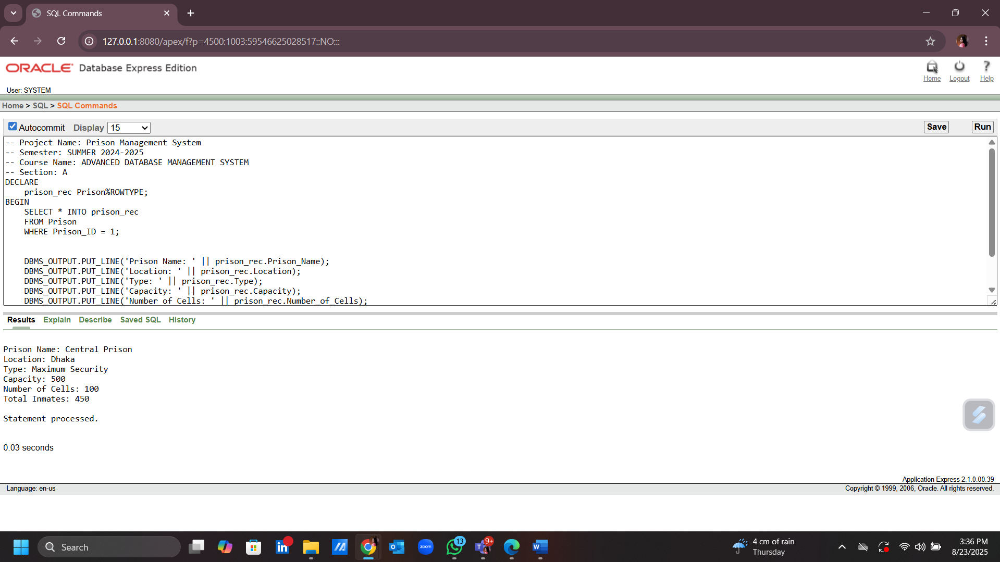 SQL Commands
127.0.0.1:8080/apex/f?p=4500:1003:59546625028517::NO:::
ORACLE Database Express Edition
Home Logout Help
User: SYSTEM
Home > SQL > SQL Commands
Autocommit Display 15 Save Run
-- Project Name: Prison Management System
-- Semester: SUMMER 2024-2025
-- Course Name: ADVANCED DATABASE MANAGEMENT SYSTEM
-- Section: A
DECLARE
prison_rec Prison%ROWTYPE;
BEGIN
SELECT * INTO prison_rec
FROM Prison
WHERE Prison_ID = 1;
DBMS_OUTPUT.PUT_LINE('Prison Name: ' || prison_rec.Prison_Name);
DBMS_OUTPUT.PUT_LINE('Location: ' || prison_rec.Location);
DBMS_OUTPUT.PUT_LINE('Type: ' || prison_rec.Type);
DBMS_OUTPUT.PUT_LINE('Capacity: ' || prison_rec.Capacity);
DBMS_OUTPUT.PUT_LINE('Number of Cells: ' || prison_rec.Number_of_Cells);
Results Explain Describe Saved SQL History
Prison Name: Central Prison
Location: Dhaka
Type: Maximum Security
Capacity: 500
Number of Cells: 100
Total Inmates: 450
Statement processed.
0.03 seconds
Application Express 2.1.0.00.39
Language: en-us Copyright © 1999, 2006, Oracle. All rights reserved.
Search in zoom 13 9+ 4 cm of rain 3:36 PM
Thursday 8/23/2025